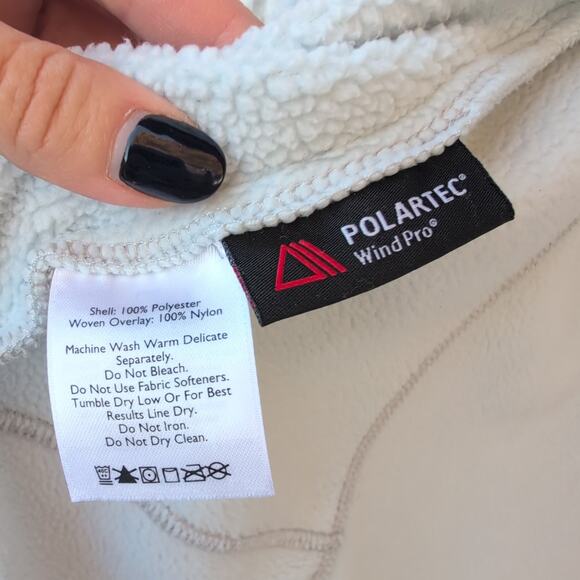 POLARTEC®
Wind Pro®
Shell: 100% Polyester
Woven Overlay: 100% Nylon
Machine Wash Warm Delicate
Separately.
Do Not Bleach.
Do Not Use Fabric Softeners.
Tumble Dry Low Or For Best
Results Line Dry.
Do Not Iron.
Do Not Dry Clean.